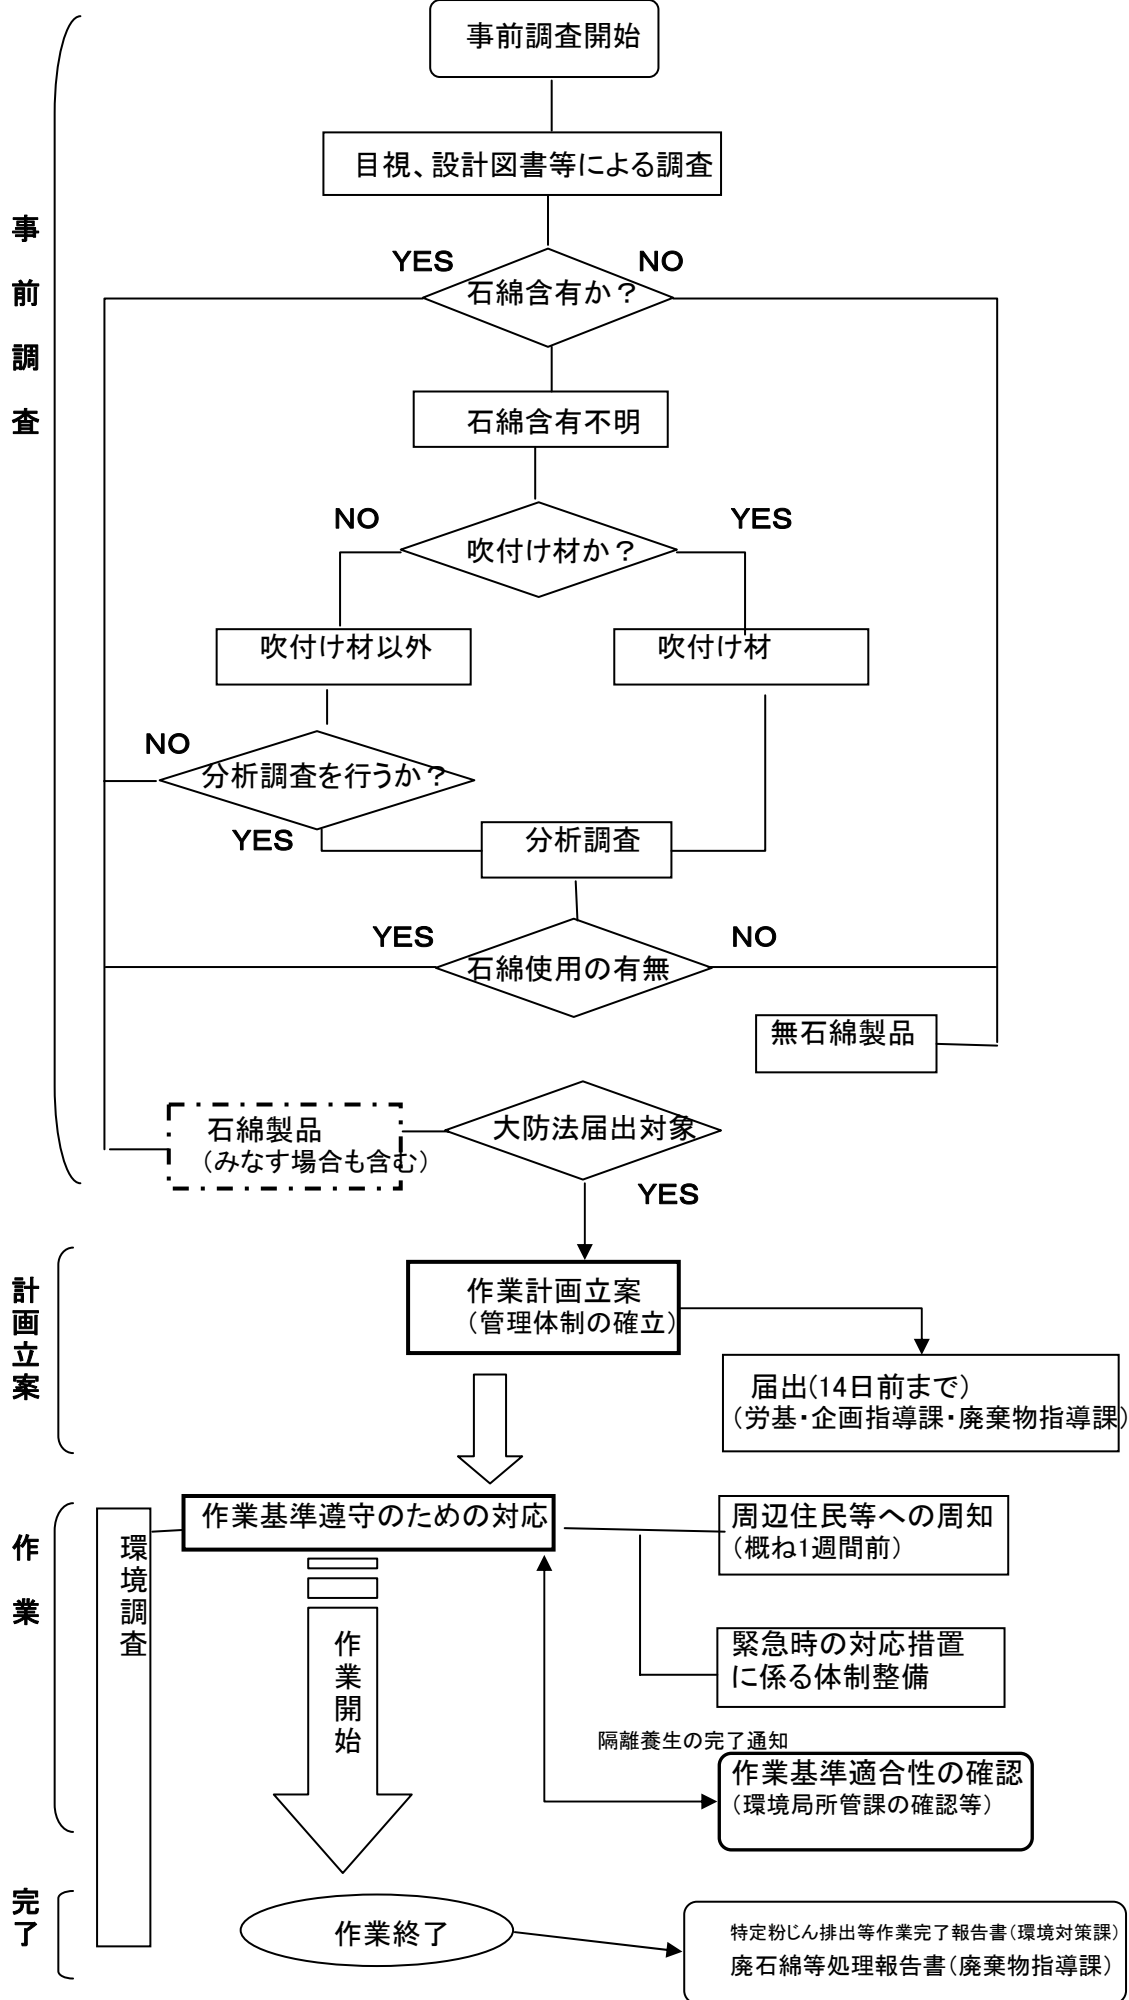 事前調査開始
目視、設計図書等による調査
事前調査
YES
NO
石綿含有か？
石綿含有不明
NO
YES
吹付け材か？
吹付け材以外
吹付け材
NO
分析調査を行うか？
YES
分析調査
YES
NO
石綿使用の有無
無石綿製品
石綿製品
（みなす場合も含む）
大防法届出対象
YES
計画立案
作業計画立案
（管理体制の確立）
届出(14日前まで）
（労基・企画指導課・廃棄物指導課）
作業
作業基準遵守のための対応
環境調査
周辺住民等への周知
（概ね1週間前）
作業開始
緊急時の対応措置
に係る体制整備
隔離養生の完了通知
作業基準適合性の確認
（環境局所管課の確認等）
完了
作業終了
特定粉じん排出等作業完了報告書（環境対策課）
廃石綿等処理報告書（廃棄物指導課）